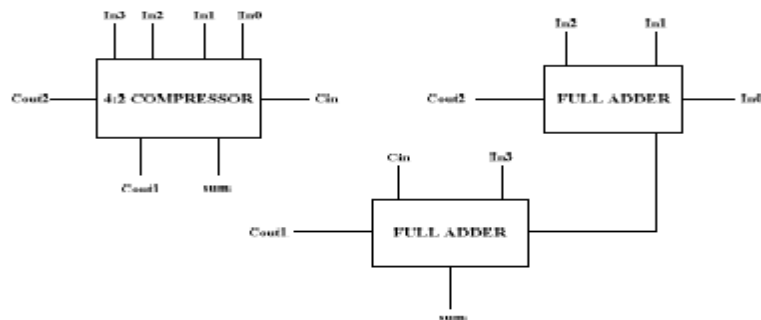 In3 In2 In1 In0
Cout2 4:2 COMPRESSOR Cin
Cout1 sum
In2 In1
Cout2 FULL ADDER In0
Cin In3
Cout1 FULL ADDER
sum